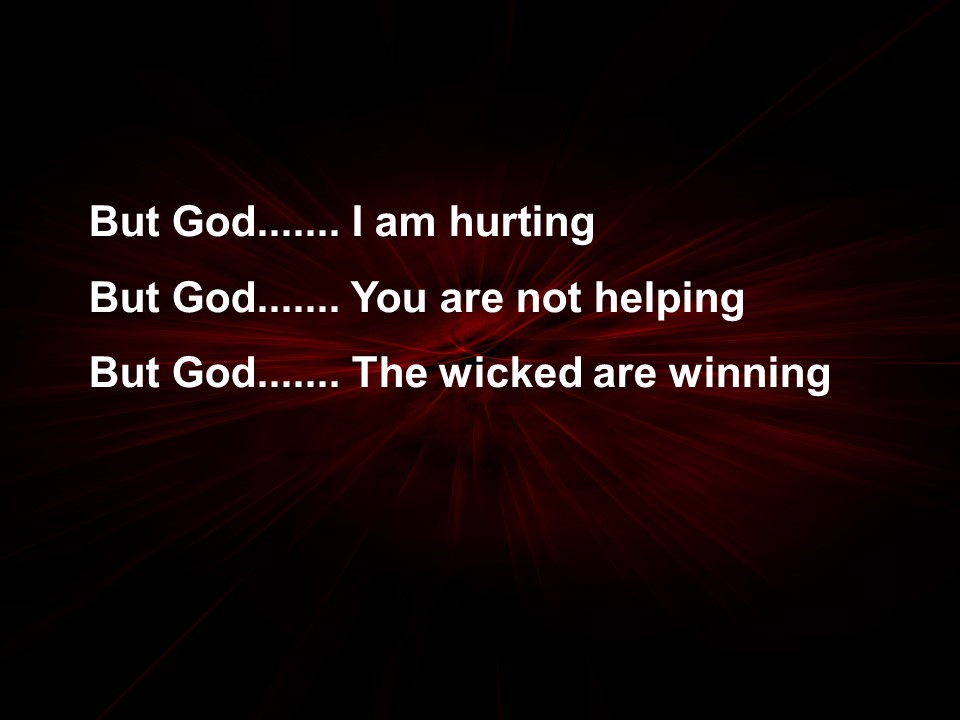 But God....... I am hurting
But God....... You are not helping
But God....... The wicked are winning